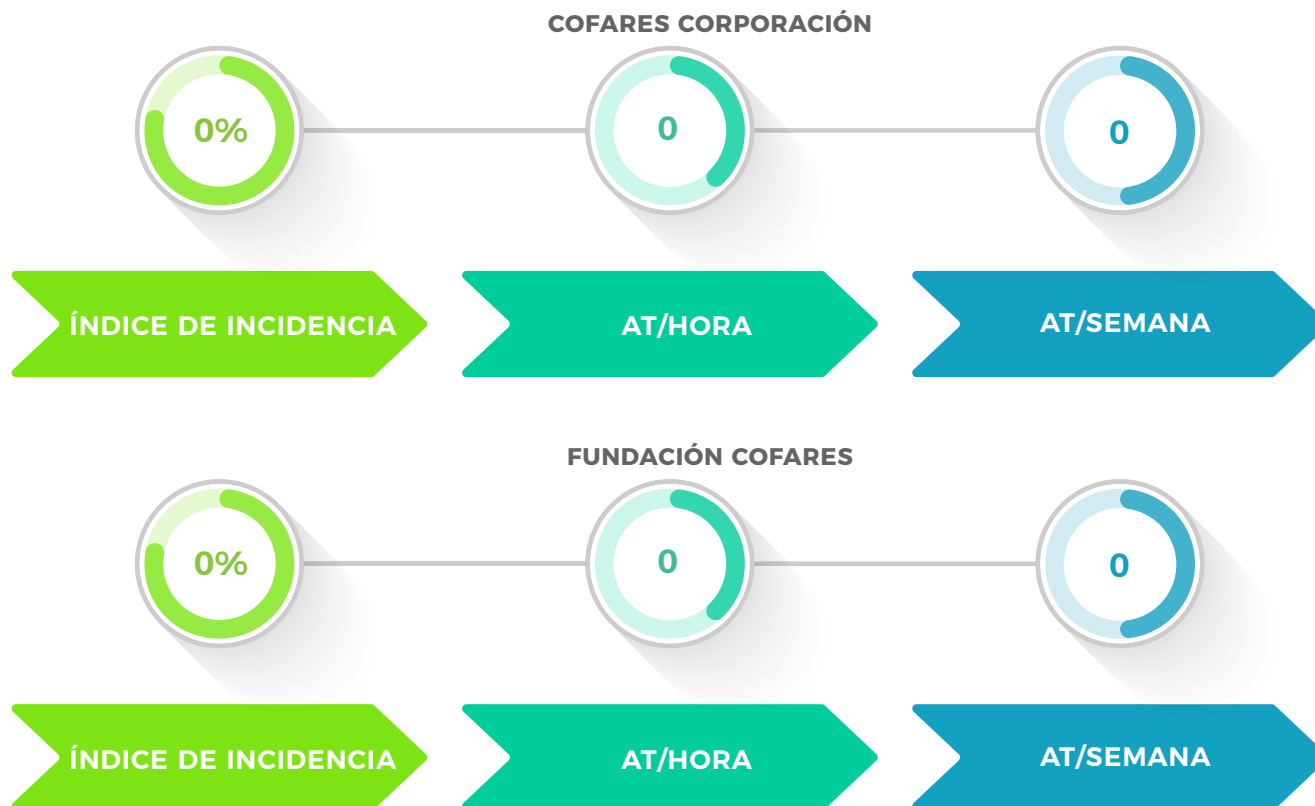 COFARES CORPORACIÓN
0%
0
0
ÍNDICE DE INCIDENCIA
AT/HORA
AT/SEMANA
FUNDACIÓN COFARES
0%
0
0
ÍNDICE DE INCIDENCIA
AT/HORA
AT/SEMANA